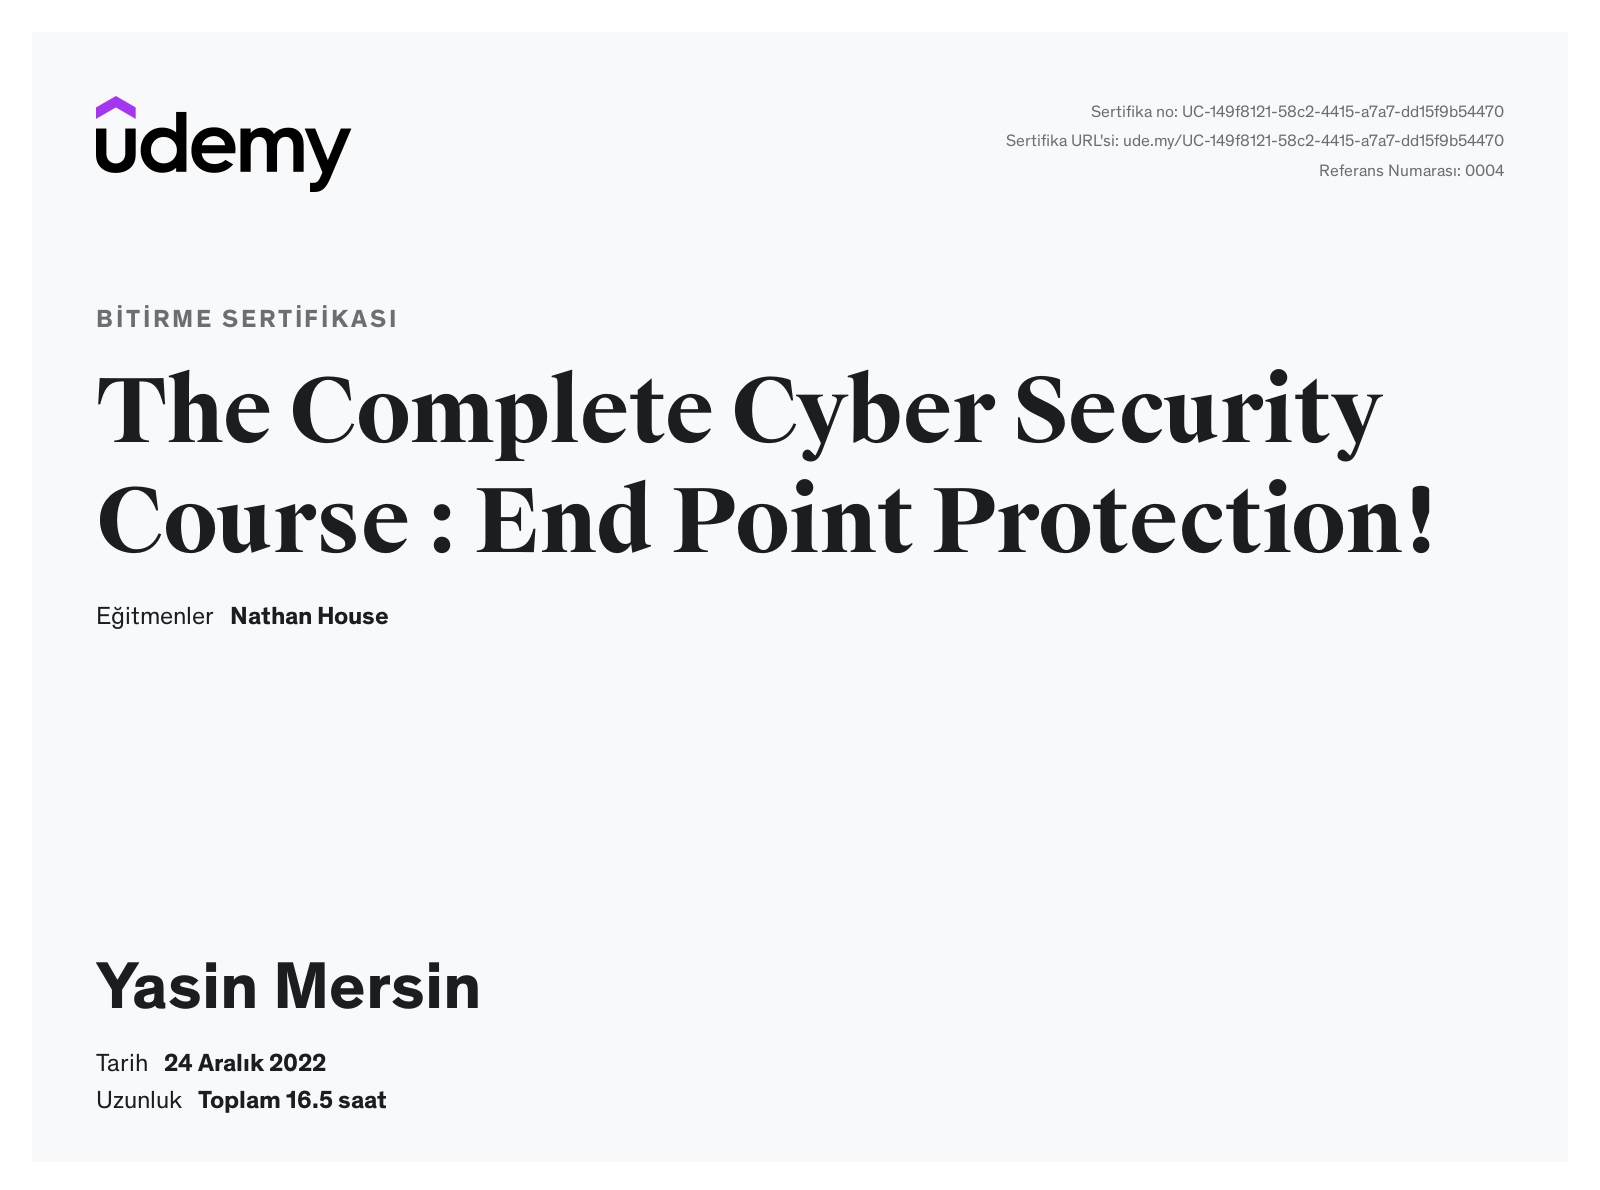 udemy
Sertifika no: UC-149f8121-58c2-4415-a7a7-dd15f9b54470
Sertifika URL'si: ude.my/UC-149f8121-58c2-4415-a7a7-dd15f9b54470
Referans Numarası: 0004
BİTİRME SERTİFİKASI
The Complete Cyber Security
Course : End Point Protection!
Eğitmenler Nathan House
Yasin Mersin
Tarih 24 Aralık 2022
Uzunluk Toplam 16.5 saat